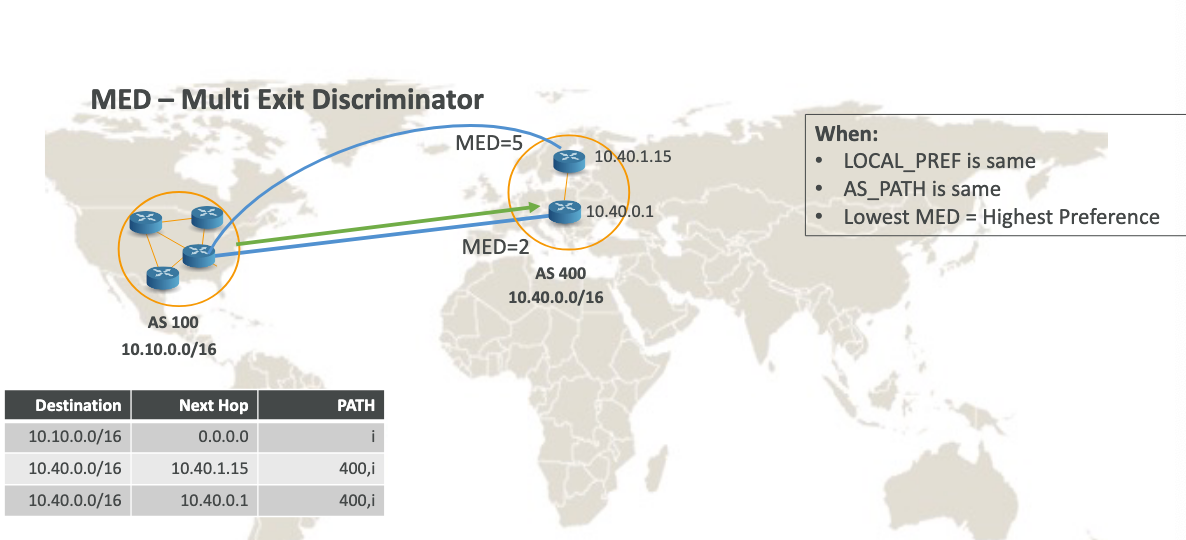 MED – Multi Exit Discriminator
MED=5
10.40.1.15
10.40.0.1
MED=2
AS 400
10.40.0.0/16
AS 100
10.10.0.0/16
When:
• LOCAL_PREF is same
• AS_PATH is same
• Lowest MED = Highest Preference
Destination Next Hop PATH
10.10.0.0/16 0.0.0.0 i
10.40.0.0/16 10.40.1.15 400,i
10.40.0.0/16 10.40.0.1 400,i